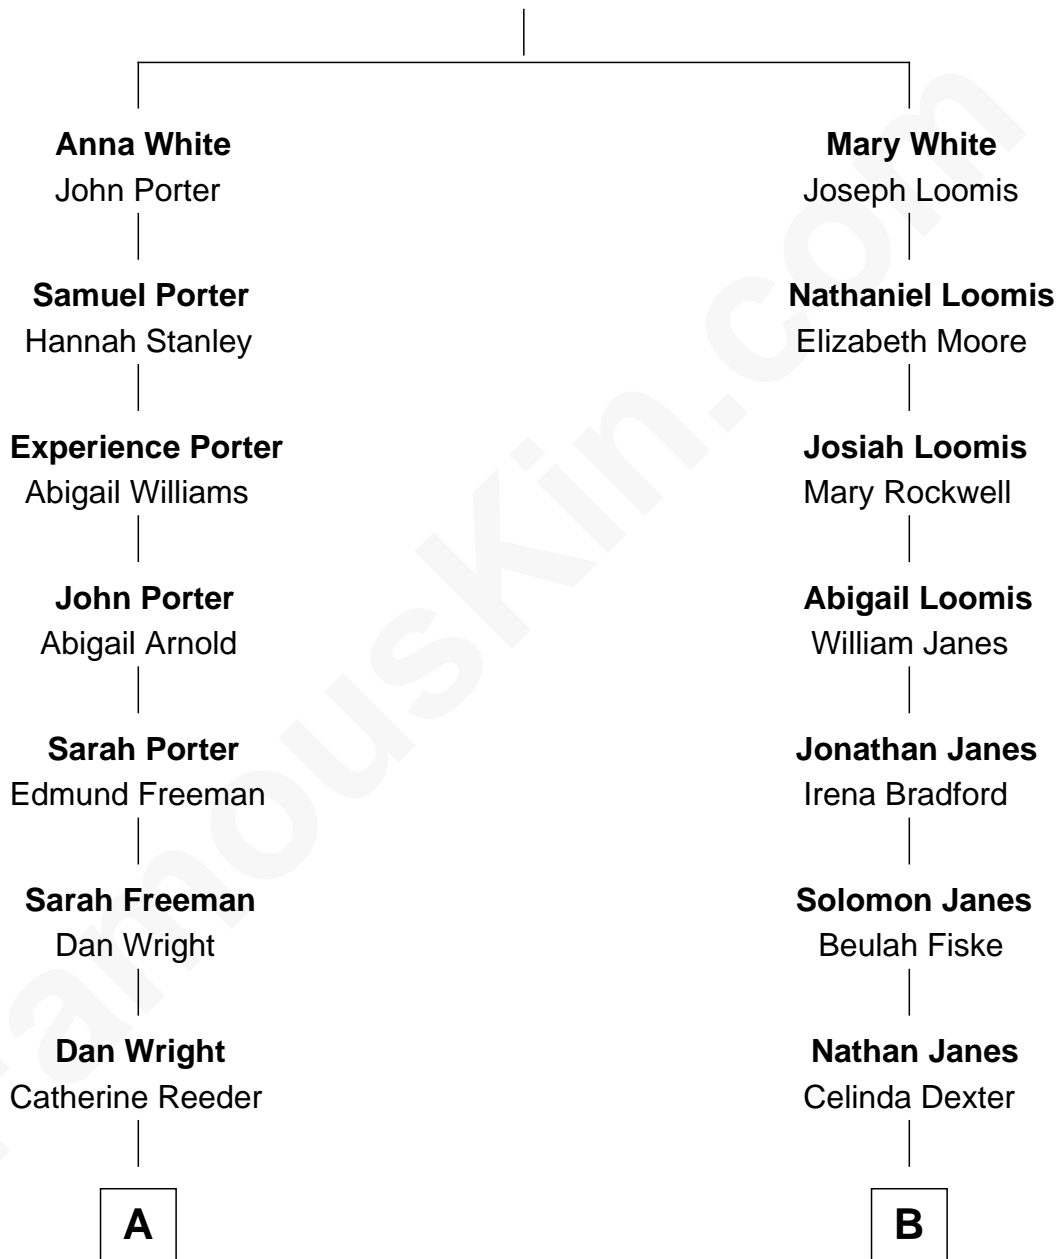 Anna White
John Porter
Samuel Porter
Hannah Stanley
Experience Porter
Abigail Williams
John Porter
Abigail Arnold
Sarah Porter
Edmund Freeman
Sarah Freeman
Dan Wright
Dan Wright
Catherine Reeder
A
Mary White
Joseph Loomis
Nathaniel Loomis
Elizabeth Moore
Josiah Loomis
Mary Rockwell
Abigail Loomis
William Janes
Jonathan Janes
Irena Bradford
Solomon Janes
Beulah Fiske
Nathan Janes
Celinda Dexter
B
FamousKin.com